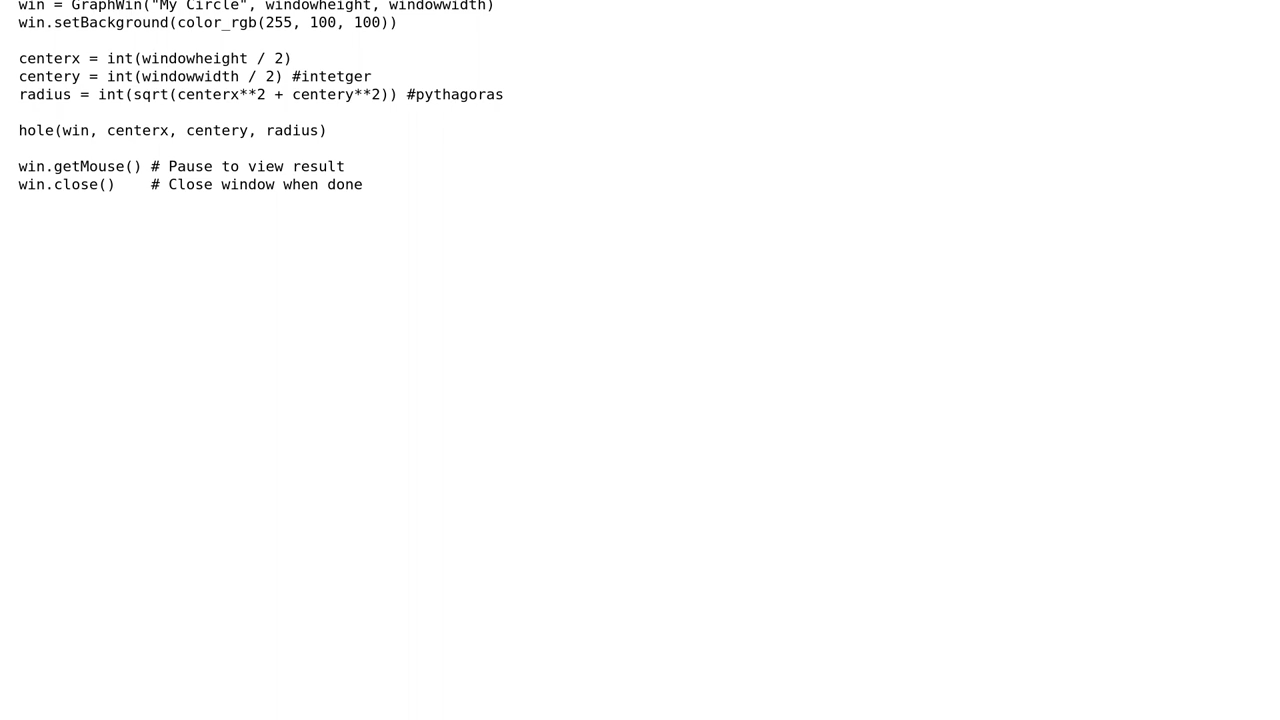 win = GraphWin("My Circle", windowheight, windowwidth)
win.setBackground(color_rgb(255, 100, 100))
centerx = int(windowheight / 2)
centery = int(windowwidth / 2) #intetger
radius = int(sqrt(centerx**2 + centery**2)) #pythagoras
hole(win, centerx, centery, radius)
win.getMouse() # Pause to view result
win.close()    # Close window when done